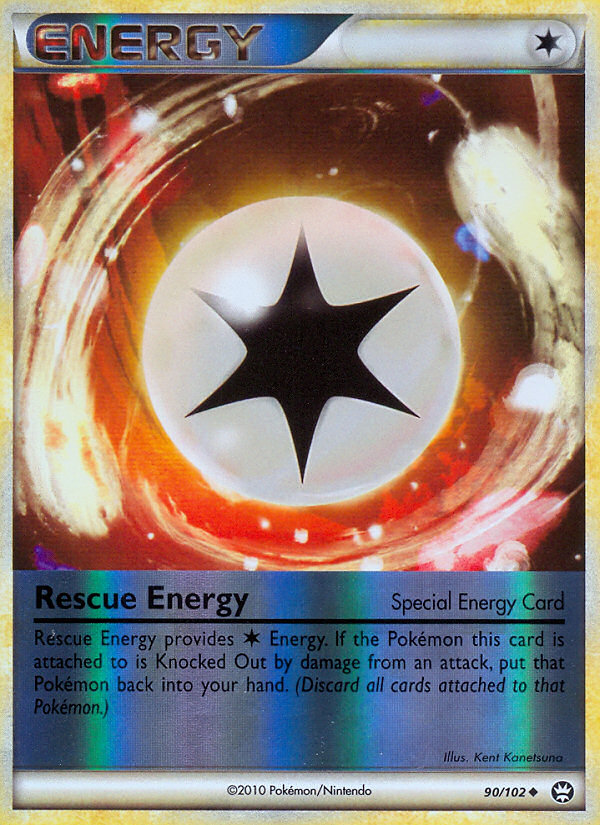 ENERGY
Rescue Energy
Special Energy Card
Rescue Energy provides Energy. If the Pokémon this card is
attached to is Knocked Out by damage from an attack, put that
Pokémon back into your hand. (Discard all cards attached to that
Pokémon.)
Illus. Kent Kanetsuna
©2010 Pokémon/Nintendo
90/102